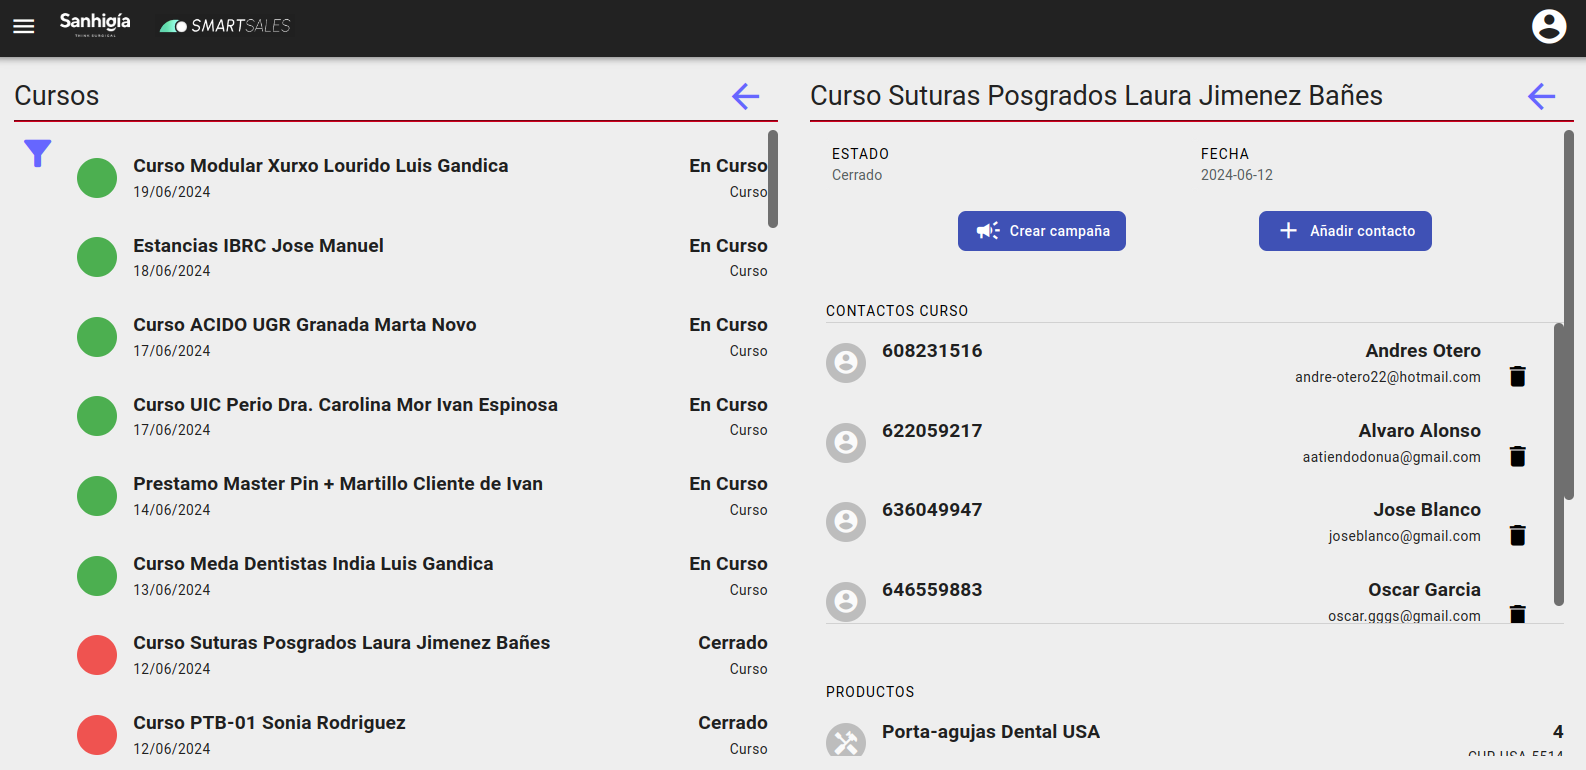 Sanhigía
THINK SURGICAL
SMARTSALES
Cursos
Curso Modular Xurxo Lourido Luis Gandica
En Curso
19/06/2024
Curso
Estancias IBRC Jose Manuel
En Curso
18/06/2024
Curso
Curso ACIDO UGR Granada Marta Novo
En Curso
17/06/2024
Curso
Curso UIC Perio Dra. Carolina Mor Ivan Espinosa
En Curso
17/06/2024
Curso
Prestamo Master Pin + Martillo Cliente de Ivan
En Curso
14/06/2024
Curso
Curso Meda Dentistas India Luis Gandica
En Curso
13/06/2024
Curso
Curso Suturas Posgrados Laura Jimenez Bañes
Cerrado
12/06/2024
Curso
Curso PTB-01 Sonia Rodriguez
Cerrado
12/06/2024
Curso
Curso Suturas Posgrados Laura Jimenez Bañes
ESTADO
Cerrado
FECHA
2024-06-12
Crear campaña
Añadir contacto
CONTACTOS CURSO
608231516
Andres Otero
andre-otero22@hotmail.com
622059217
Alvaro Alonso
aatiendodonua@gmail.com
636049947
Jose Blanco
joseblanco@gmail.com
646559883
Oscar Garcia
oscar.gggs@gmail.com
PRODUCTOS
Porta-agujas Dental USA
4